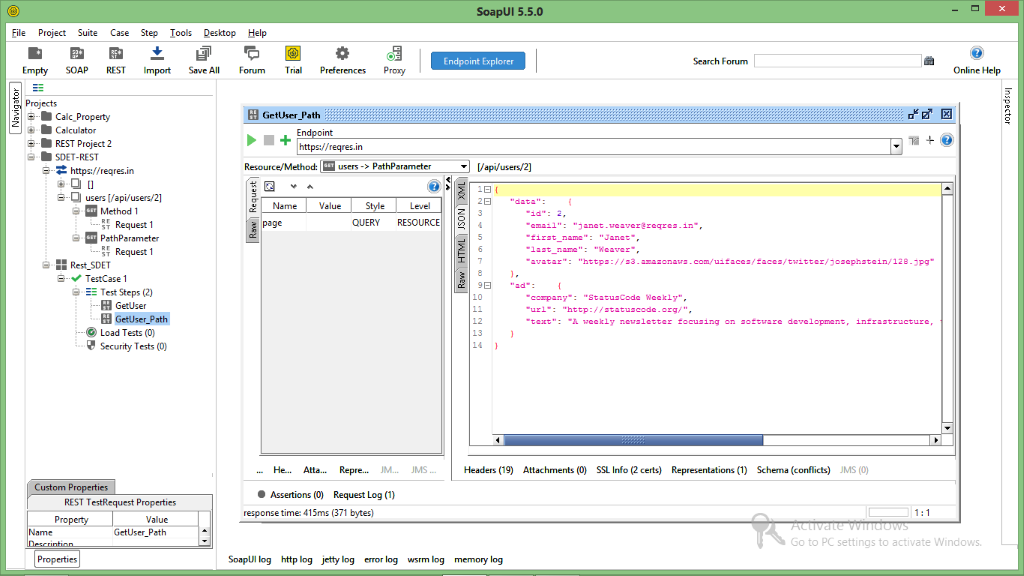 SoapUI 5.5.0
File Project Suite Case Step Tools Desktop Help
Empty SOAP REST Import Save All Forum Trial Preferences Proxy Endpoint Explorer Search Forum Online Help
Navigator
Inspector
Projects
Calc_Property
Calculator
REST Project 2
SDET-REST
https://reqres.in
[]
users [/api/users/2]
GET Method 1
REST Request 1
GET PathParameter
REST Request 1
Rest_SDET
TestCase 1
Test Steps (2)
GetUser
GetUser_Path
Load Tests (0)
Security Tests (0)
Custom Properties
REST TestRequest Properties
Property Value
Name GetUser_Path
Description
Properties
GetUser_Path
Endpoint
https://reqres.in
Resource/Method: GET users -> PathParameter [/api/users/2]
Request
Raw
Name Value Style Level
page QUERY RESOURCE
... He... Atta... Repre... JM... JMS ...
XML
JSON
HTML
Raw
1 {
2 "data": {
3 "id": 2,
4 "email": "janet.weaver@reqres.in",
5 "first_name": "Janet",
6 "last_name": "Weaver",
7 "avatar": "https://s3.amazonaws.com/uifaces/faces/twitter/josephstein/128.jpg"
8 },
9 "ad": {
10 "company": "StatusCode Weekly",
11 "url": "http://statuscode.org/",
12 "text": "A weekly newsletter focusing on software development, infrastructure,
13 }
14 }
Headers (19) Attachments (0) SSL Info (2 certs) Representations (1) Schema (conflicts) JMS (0)
Assertions (0) Request Log (1)
response time: 415ms (371 bytes) 1 : 1
Activate Windows
Go to PC settings to activate Windows.
SoapUI log http log jetty log error log wsrm log memory log